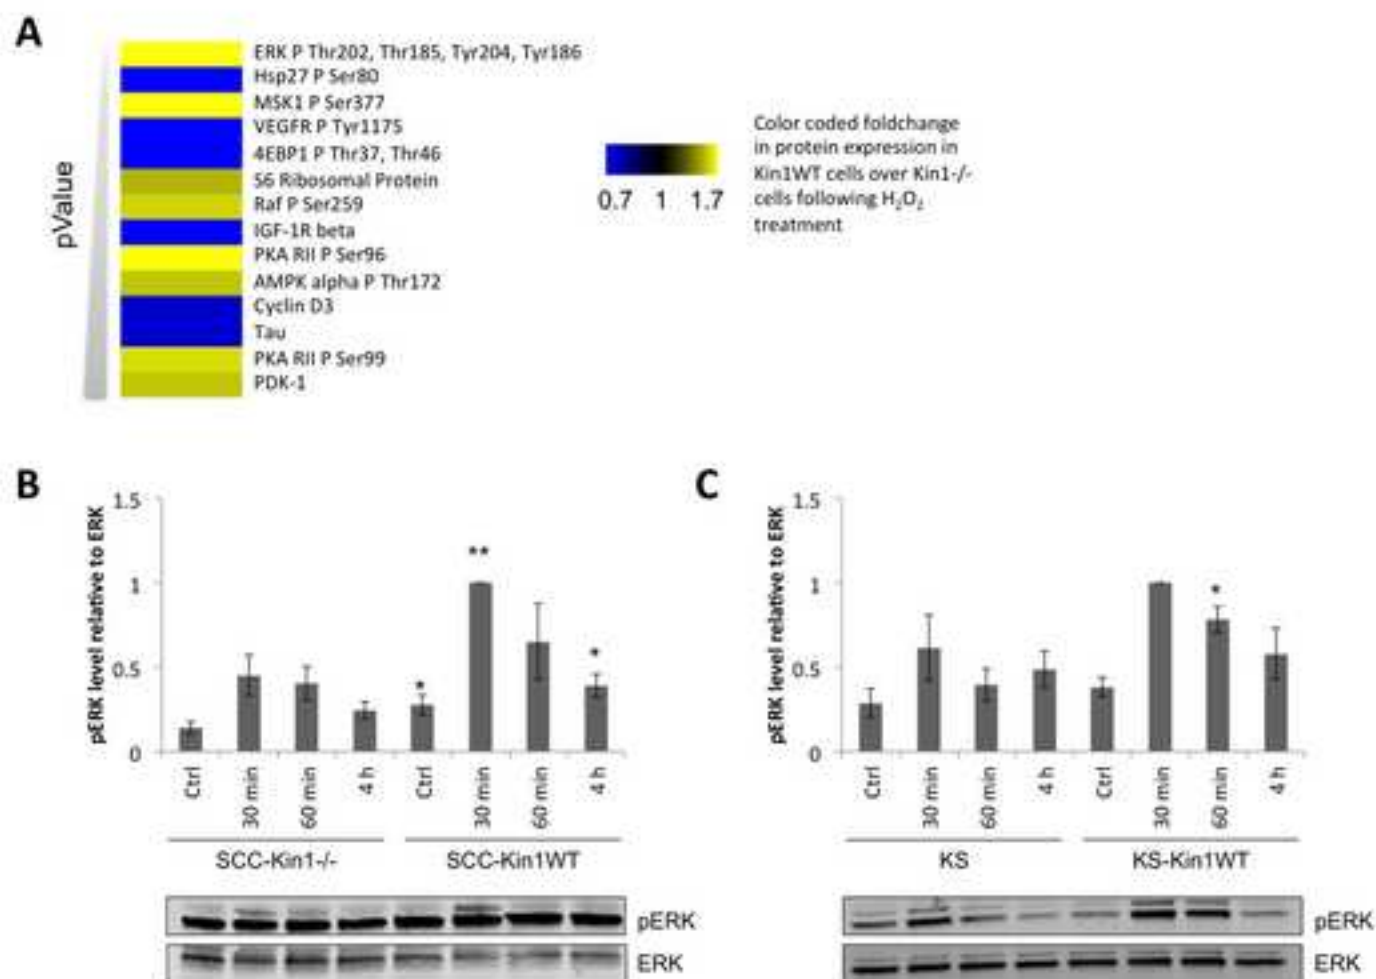 A
pValue
ERK P Thr202, Thr185, Tyr204, Tyr186
Hsp27 P Ser80
MSK1 P Ser377
VEGFR P Tyr1175
4EBP1 P Thr37, Thr46
S6 Ribosomal Protein
Raf P Ser259
IGF-1R beta
PKA RII P Ser96
AMPK alpha P Thr172
Cyclin D3
Tau
PKA RII P Ser99
PDK-1
0.7 1 1.7
Color coded foldchange
in protein expression in
Kin1WT cells over Kin1-/-
cells following H₂O₂
treatment
B
pERK level relative to ERK
1.5
1
0.5
0
*
**
*
Ctrl
30 min
60 min
4 h
Ctrl
30 min
60 min
4 h
SCC-Kin1-/-
SCC-Kin1WT
pERK
ERK
C
pERK level relative to ERK
1.5
1
0.5
0
*
Ctrl
30 min
60 min
4 h
Ctrl
30 min
60 min
4 h
KS
KS-Kin1WT
pERK
ERK